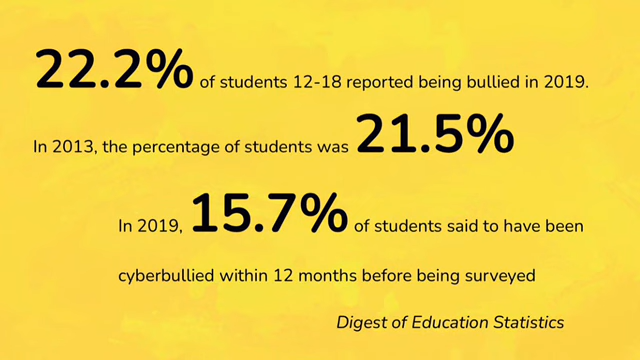 22.2% of students 12-18 reported being bullied in 2019.
In 2013, the percentage of students was 21.5%
In 2019, 15.7% of students said to have been
cyberbullied within 12 months before being surveyed
Digest of Education Statistics